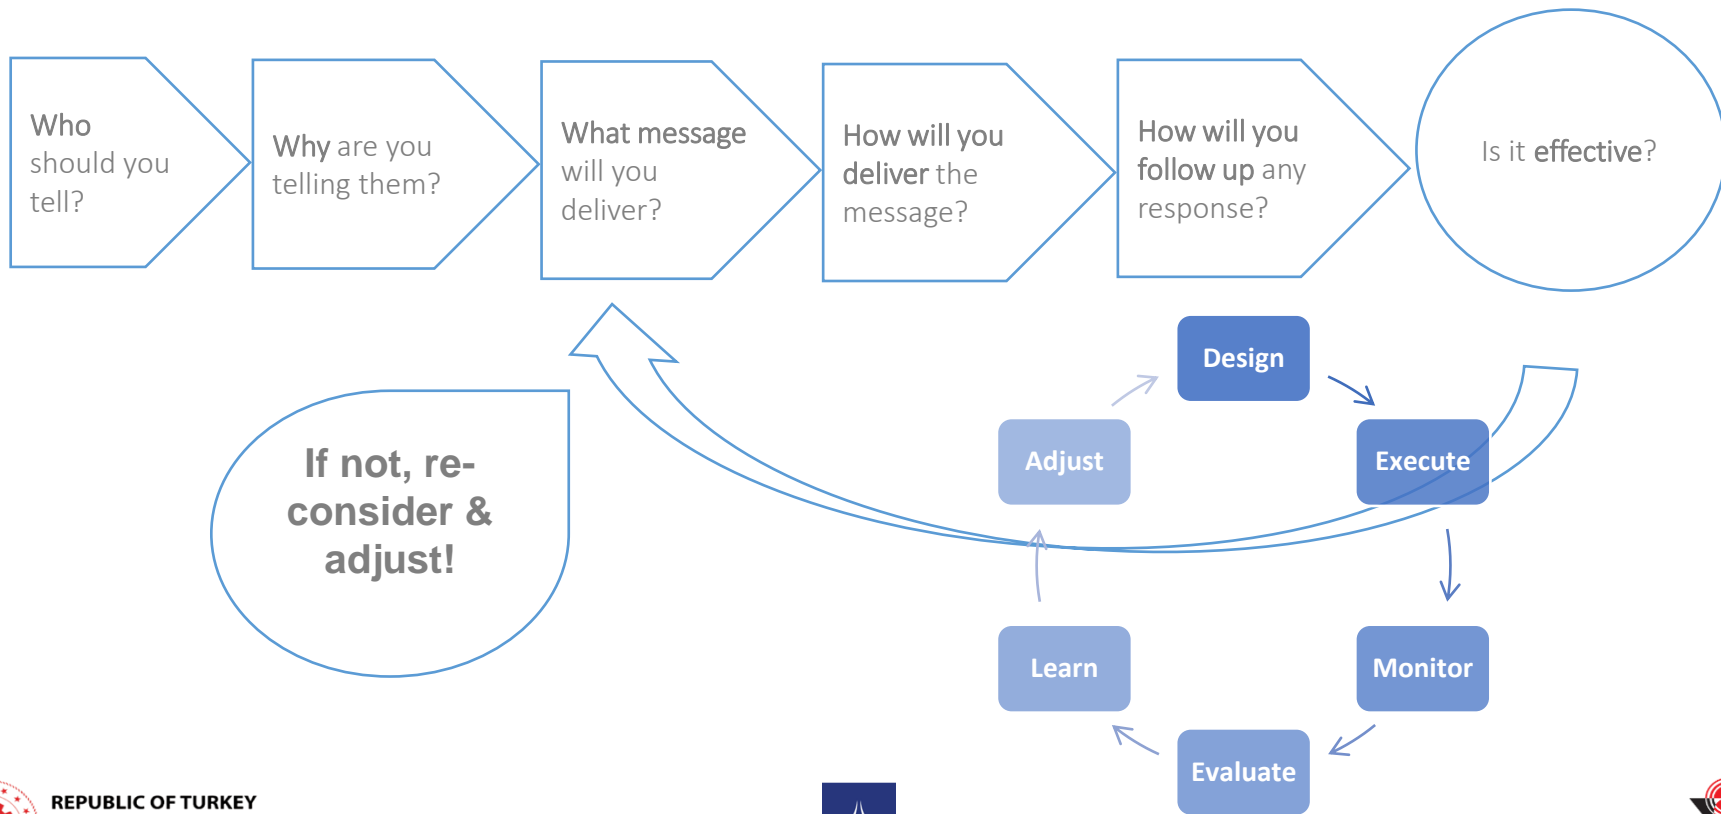 Who
should you
tell?
Why are you
telling them?
What message
will you
deliver?
How will you
deliver the
message?
How will you
follow up any
response?
Is it effective?
If not, re-
consider &
adjust!
Design
Execute
Monitor
Evaluate
Learn
Adjust
REPUBLIC OF TURKEY